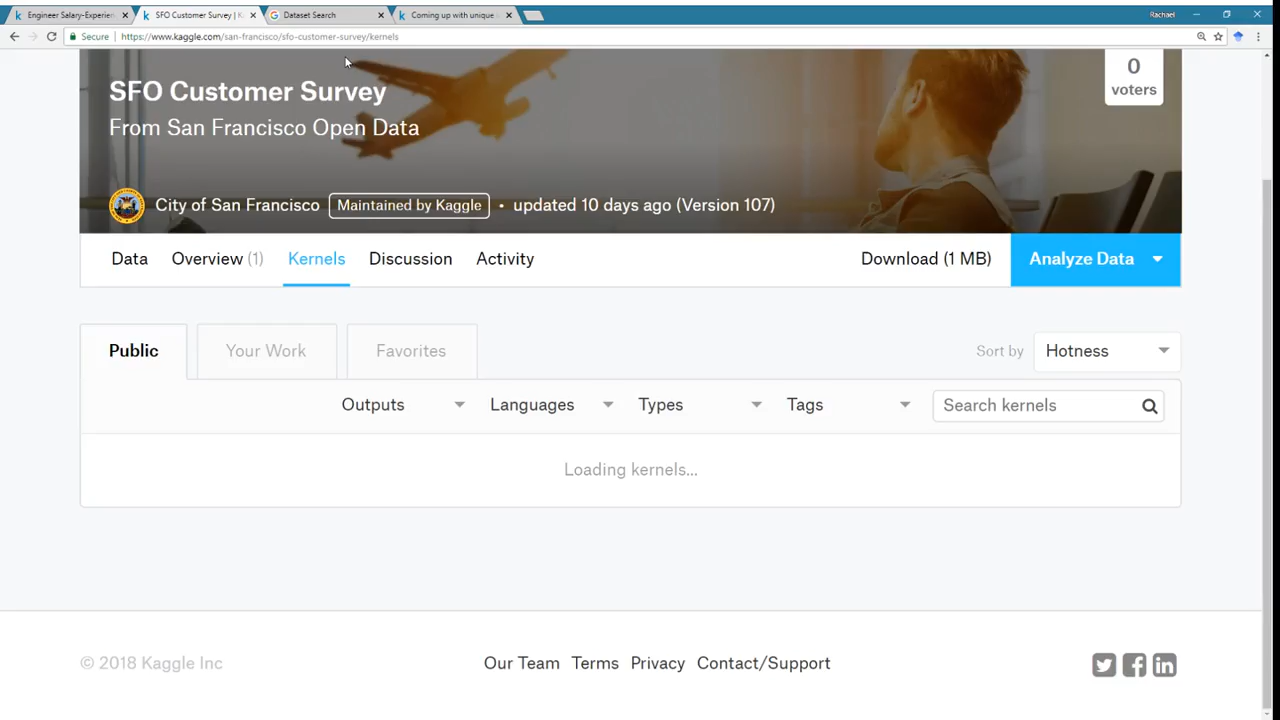 Engineer Salary-Experien
SFO Customer Survey | K
Dataset Search
Coming up with unique i
Rachael
Secure
https://www.kaggle.com/san-francisco/sfo-customer-survey/kernels
SFO Customer Survey
From San Francisco Open Data
0
voters
City of San Francisco
Maintained by Kaggle
• updated 10 days ago (Version 107)
Data
Overview (1)
Kernels
Discussion
Activity
Download (1 MB)
Analyze Data
Public
Your Work
Favorites
Sort by
Hotness
Outputs
Languages
Types
Tags
Search kernels
Loading kernels...
© 2018 Kaggle Inc
Our Team
Terms
Privacy
Contact/Support